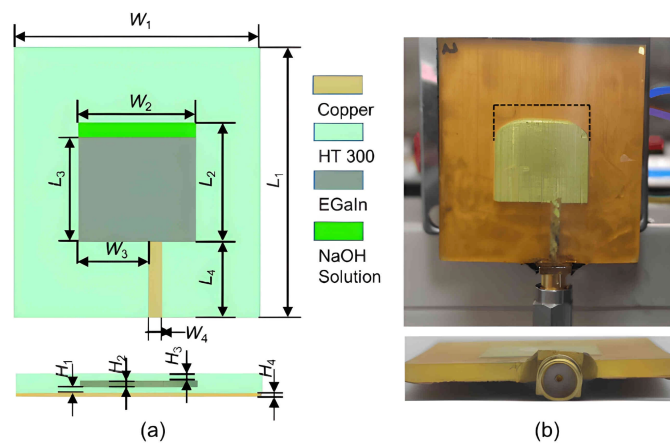 W1
W2
Copper
HT 300
EGaIn
NaOH
Solution
L3
L2
L1
W3
L4
W4
H1
H2
H3
H4
(a)
(b)